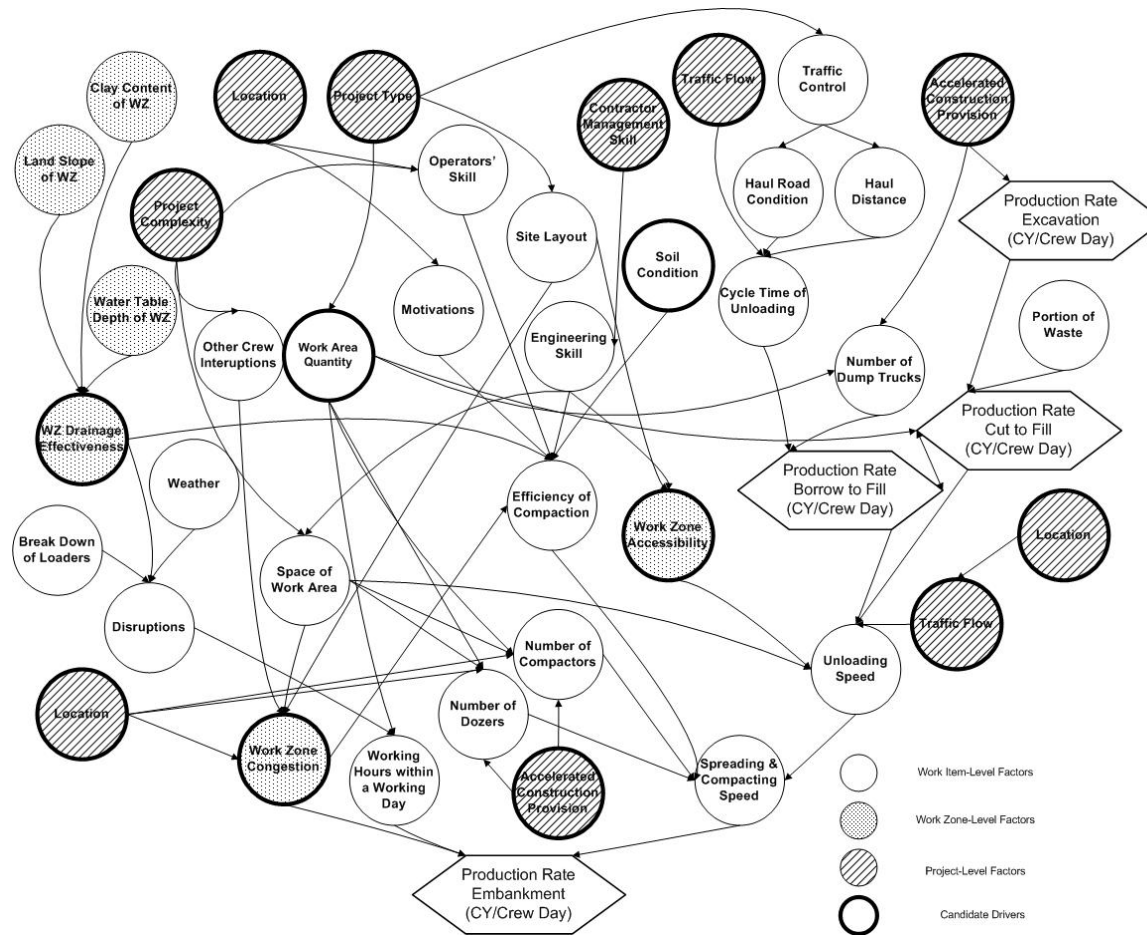 Clay Content
of WZ
Location
Project Type
Traffic Flow
Traffic
Control
Accelerated
Construction
Provision
Contractor
Management
Skill
Land Slope
of WZ
Operators'
Skill
Haul Road
Condition
Haul
Distance
Project
Complexity
Site Layout
Production Rate
Excavation
(CY/Crew Day)
Soil
Condition
Water Table
Depth of WZ
Motivations
Cycle Time of
Unloading
Portion of
Waste
Other Crew
Interuptions
Work Area
Quantity
Engineering
Skill
Number of
Dump Trucks
WZ Drainage
Effectiveness
Production Rate
Cut to Fill
(CY/Crew Day)
Weather
Efficiency of
Compaction
Production Rate
Borrow to Fill
(CY/Crew Day)
Break Down
of Loaders
Work Zone
Accessibility
Location
Space of
Work Area
Disruptions
Traffic Flow
Number of
Compactors
Unloading
Speed
Location
Number of
Dozers
Work Zone
Congestion
Working
Hours within
a Working
Day
Accelerated
Construction
Provision
Spreading &
Compacting
Speed
Work Item-Level Factors
Work Zone-Level Factors
Production Rate
Embankment
(CY/Crew Day)
Project-Level Factors
Candidate Drivers